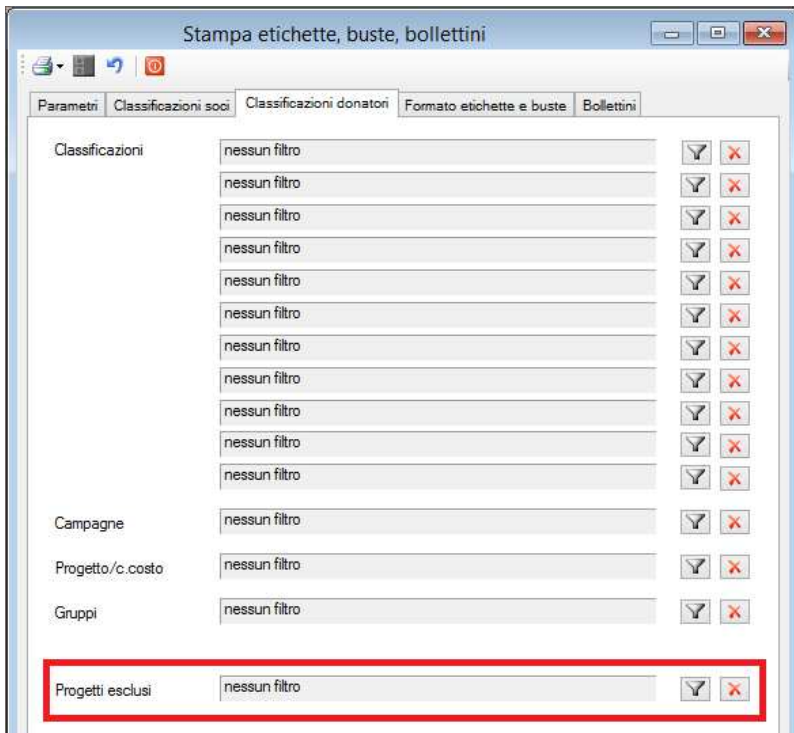 Stampa etichette, buste, bollettini
Parametri Classificazioni soci Classificazioni donatori Formato etichette e buste Bollettini
Classificazioni nessun filtro
nessun filtro
nessun filtro
nessun filtro
nessun filtro
nessun filtro
nessun filtro
nessun filtro
nessun filtro
nessun filtro
nessun filtro
Campagne nessun filtro
Progetto/c.costo nessun filtro
Gruppi nessun filtro
Progetti esclusi nessun filtro